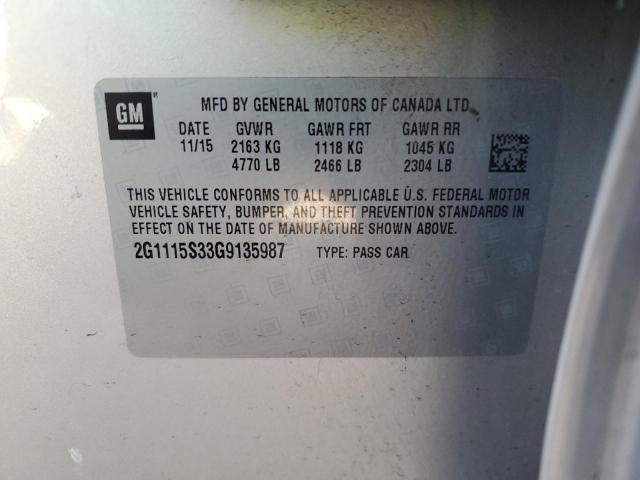 GM
MFD BY GENERAL MOTORS OF CANADA LTD.
DATE GVWR GAWR FRT GAWR RR
11/15 2163 KG 1118 KG 1045 KG
4770 LB 2466 LB 2304 LB
THIS VEHICLE CONFORMS TO ALL APPLICABLE U.S. FEDERAL MOTOR
VEHICLE SAFETY, BUMPER, AND THEFT PREVENTION STANDARDS IN
EFFECT ON THE DATE OF MANUFACTURE SHOWN ABOVE.
2G1115S33G9135987 TYPE: PASS CAR